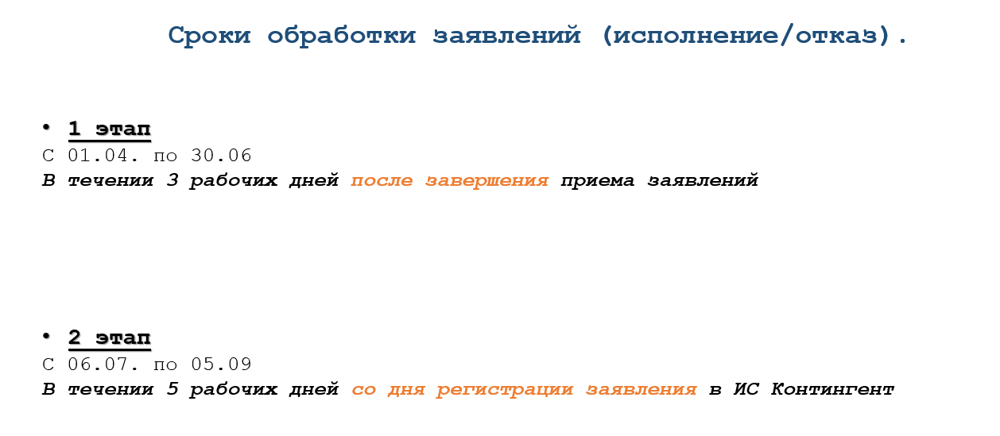 Сроки обработки заявлений (исполнение/отказ).
• 1 этап
С 01.04. по 30.06
В течении 3 рабочих дней после завершения приема заявлений
• 2 этап
С 06.07. по 05.09
В течении 5 рабочих дней со дня регистрации заявления в ИС Контингент